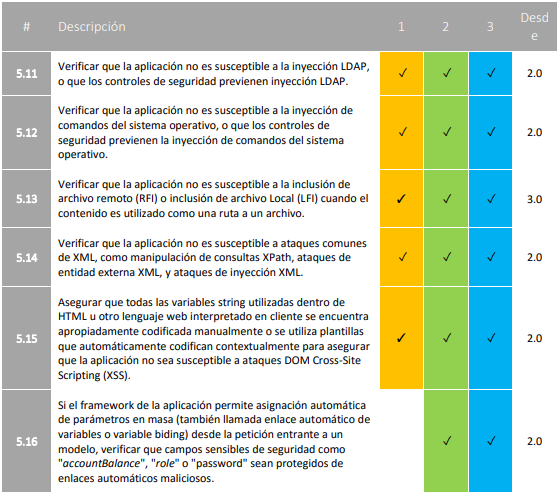 # Descripción 1 2 3 Desd
e
5.11 Verificar que la aplicación no es susceptible a la inyección LDAP,
o que los controles de seguridad previenen inyección LDAP. ✓ ✓ ✓ 2.0
5.12 Verificar que la aplicación no es susceptible a la inyección de
comandos del sistema operativo, o que los controles de
seguridad previenen la inyección de comandos del sistema
operativo. ✓ ✓ ✓ 2.0
5.13 Verificar que la aplicación no es susceptible a la inclusión de
archivo remoto (RFI) o inclusión de archivo Local (LFI) cuando el
contenido es utilizado como una ruta a un archivo. ✓ ✓ ✓ 3.0
5.14 Verificar que la aplicación no es susceptible a ataques comunes
de XML, como manipulación de consultas XPath, ataques de
entidad externa XML, y ataques de inyección XML. ✓ ✓ ✓ 2.0
5.15 Asegurar que todas las variables string utilizadas dentro de
HTML u otro lenguaje web interpretado en cliente se encuentra
apropiadamente codificada manualmente o se utiliza plantillas
que automáticamente codifican contextualmente para asegurar
que la aplicación no sea susceptible a ataques DOM Cross-Site
Scripting (XSS). ✓ ✓ ✓ 2.0
5.16 Si el framework de la aplicación permite asignación automática
de parámetros en masa (también llamada enlace automático de
variables o variable biding) desde la petición entrante a un
modelo, verificar que campos sensibles de seguridad como
"accountBalance", "role" o "password" sean protegidos de
enlaces automáticos maliciosos. ✓ ✓ 2.0